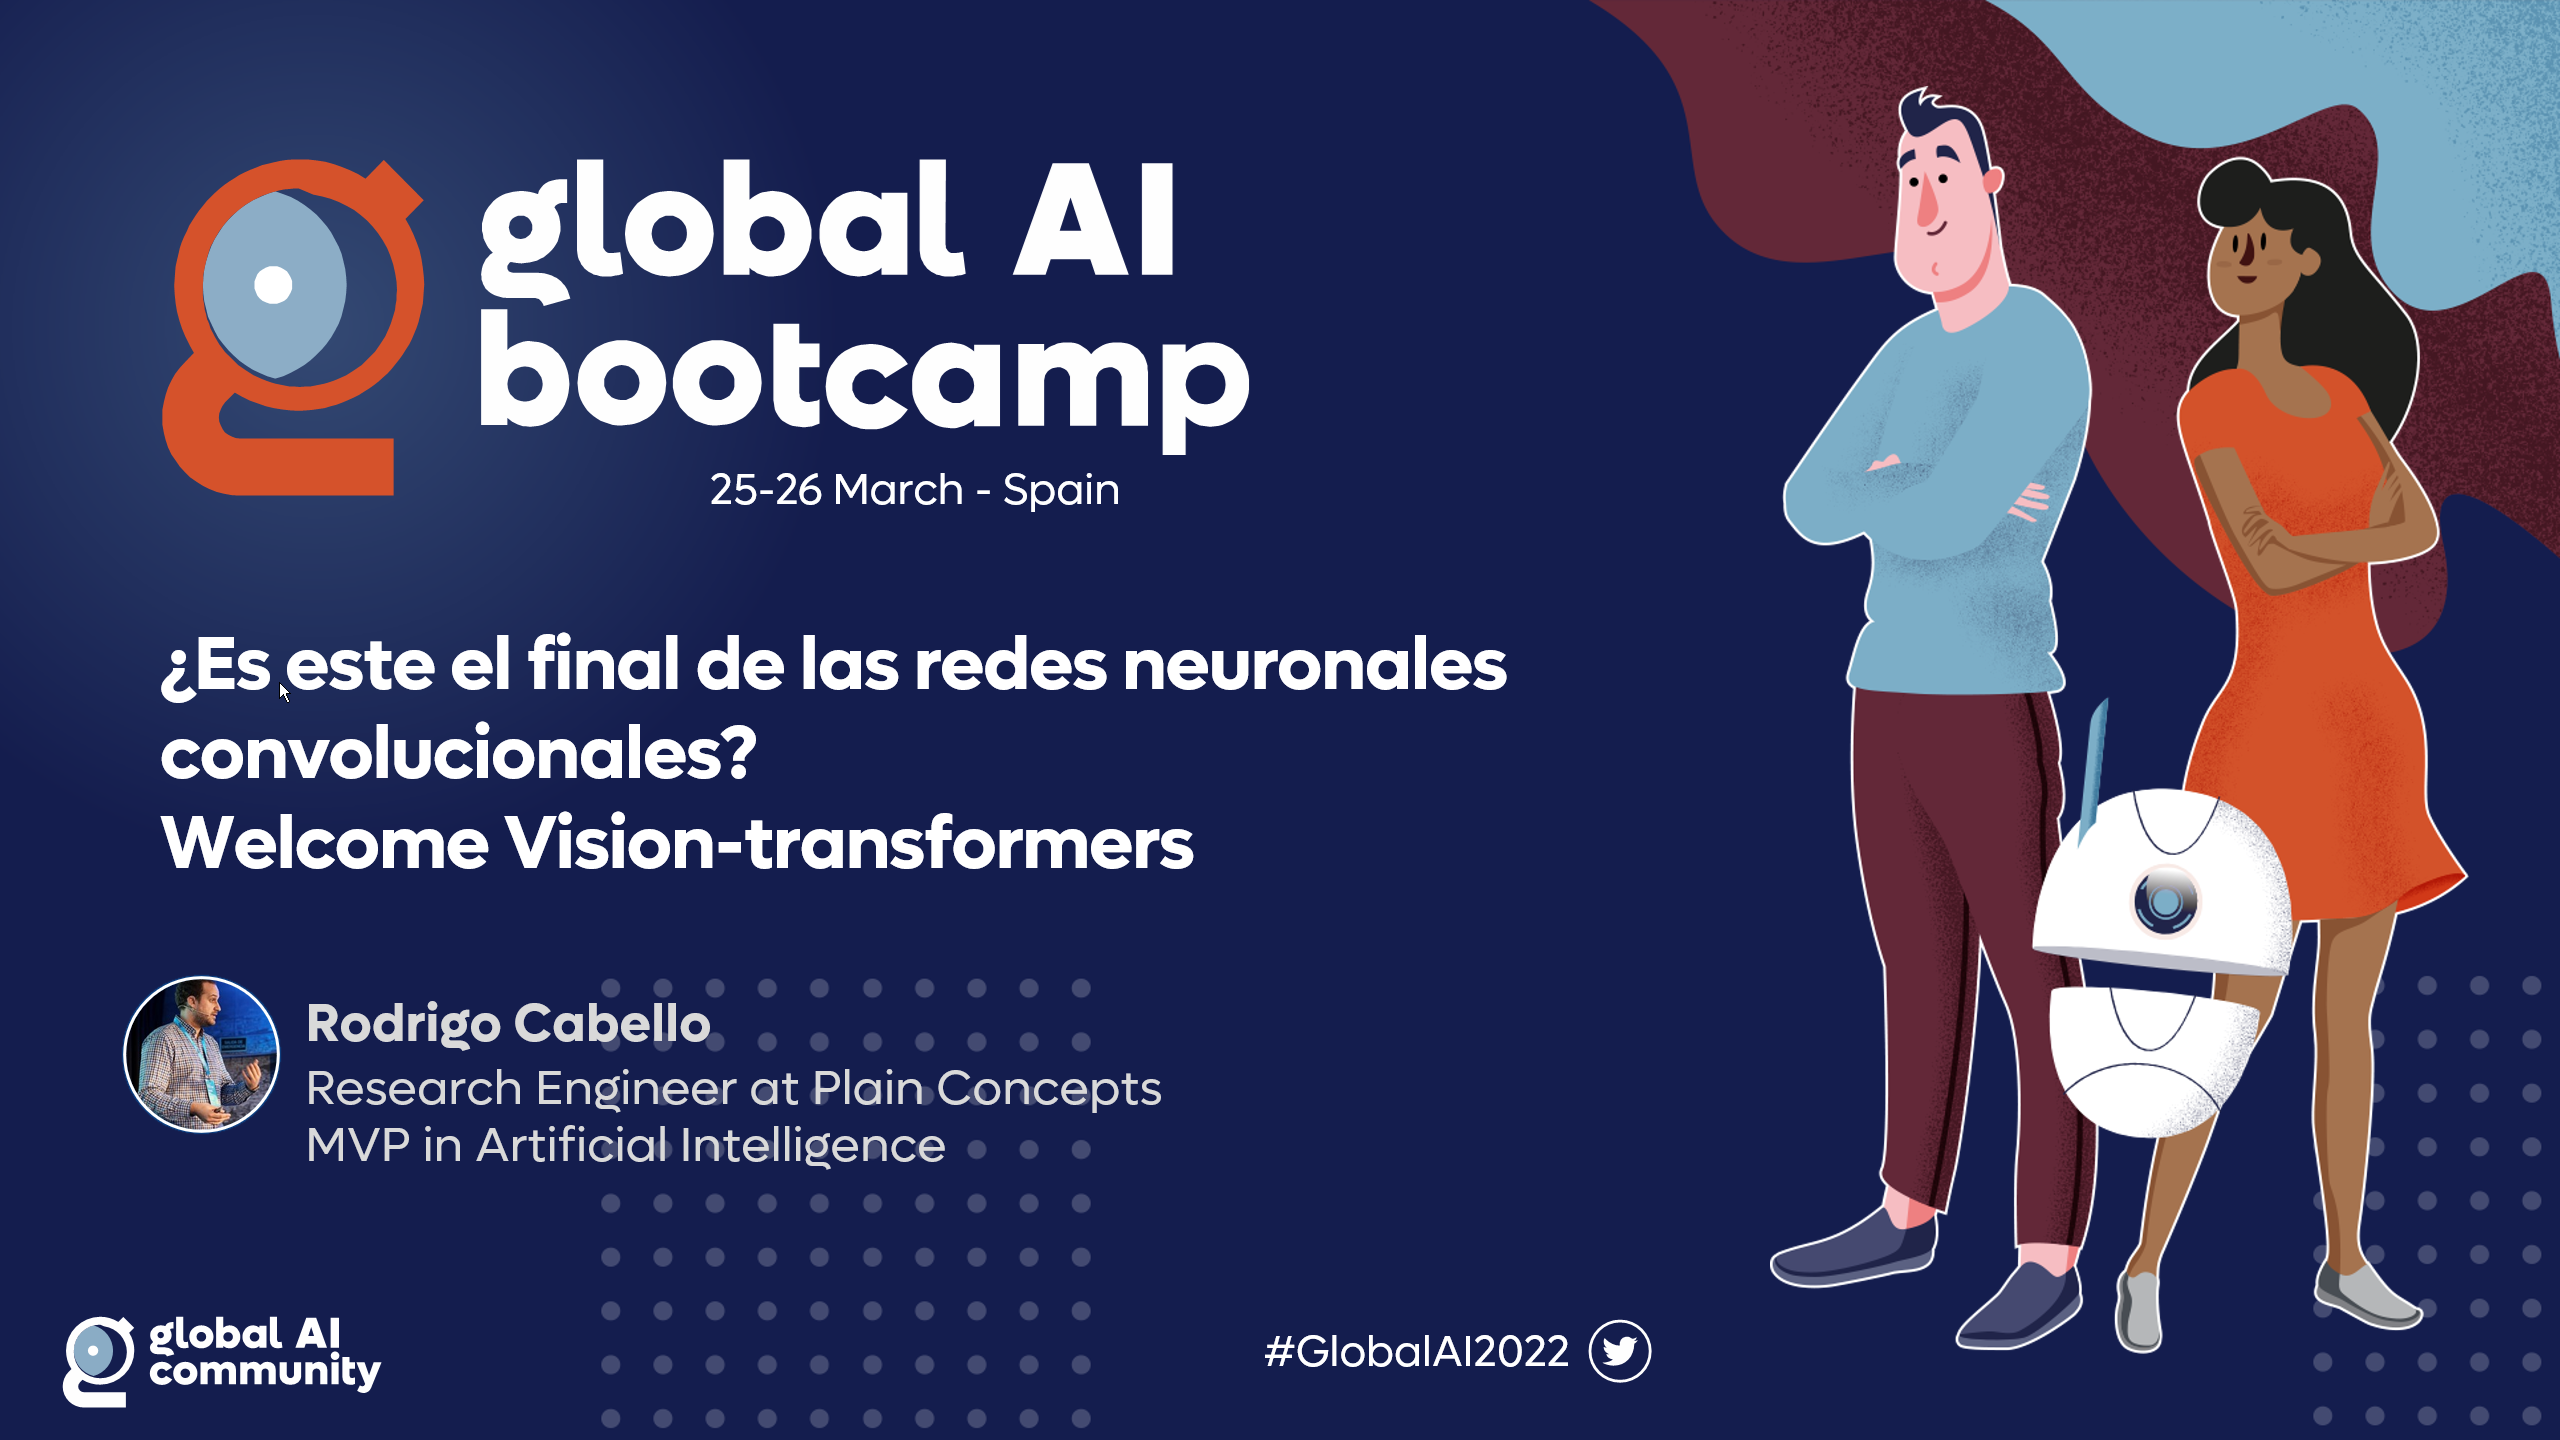 global AI
bootcamp
25-26 March - Spain
¿Es este el final de las redes neuronales
convolucionales?
Welcome Vision-transformers
Rodrigo Cabello
Research Engineer at Plain Concepts
MVP in Artificial Intelligence
global AI
community
#GlobalAI2022